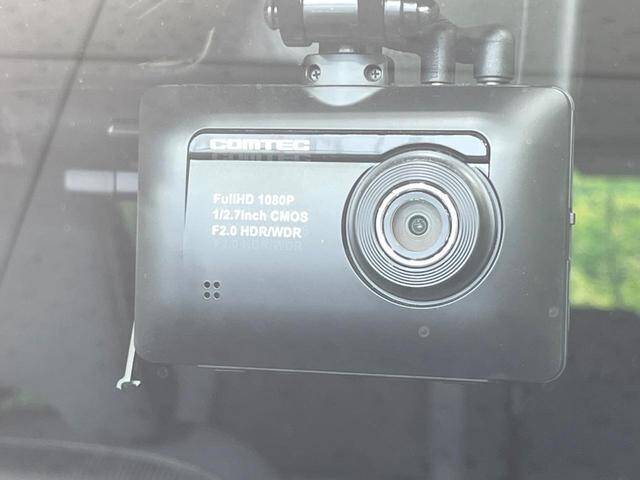 COMTEC
FullHD 1080P
1/2.7inch CMOS
F2.0 HDR/WDR